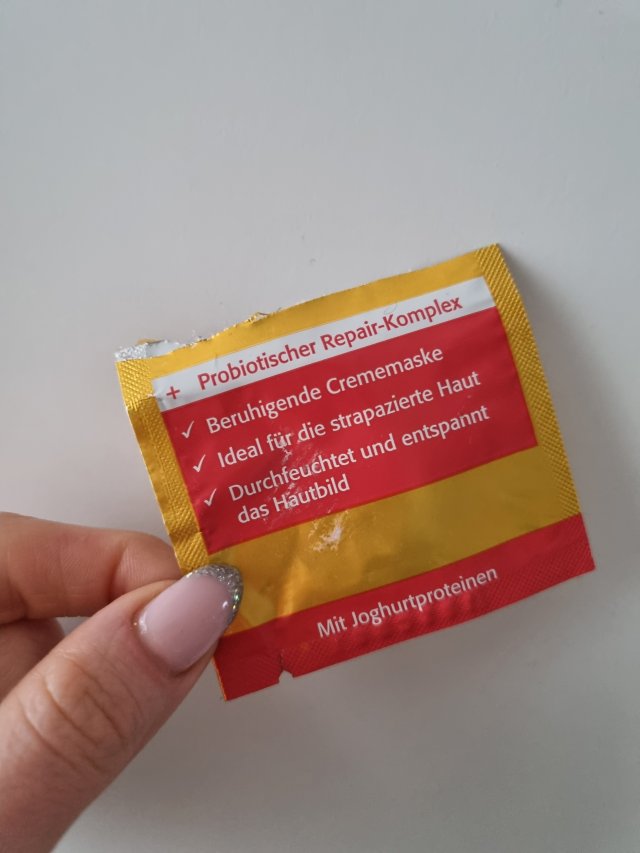 + Probiotischer Repair-Komplex
✓ Beruhigende Crememaske
✓ Ideal für die strapazierte Haut
✓ Durchfeuchtet und entspannt
das Hautbild
Mit Joghurtproteinen